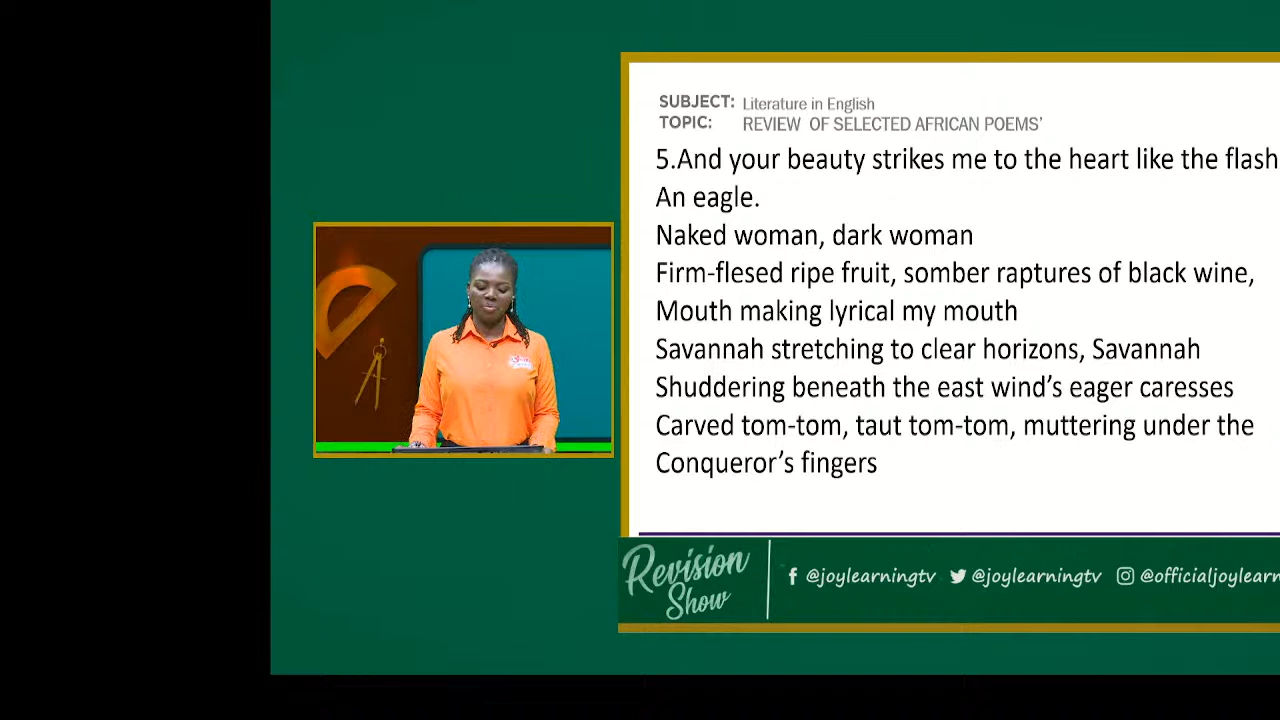 SUBJECT: Literature in English
TOPIC: REVIEW OF SELECTED AFRICAN POEMS’
5.And your beauty strikes me to the heart like the flash
An eagle.
Naked woman, dark woman
Firm-flesed ripe fruit, somber raptures of black wine,
Mouth making lyrical my mouth
Savannah stretching to clear horizons, Savannah
Shuddering beneath the east wind’s eager caresses
Carved tom-tom, taut tom-tom, muttering under the
Conqueror’s fingers
Revision
Show
@joylearningtv @joylearningtv @officialjoylearn